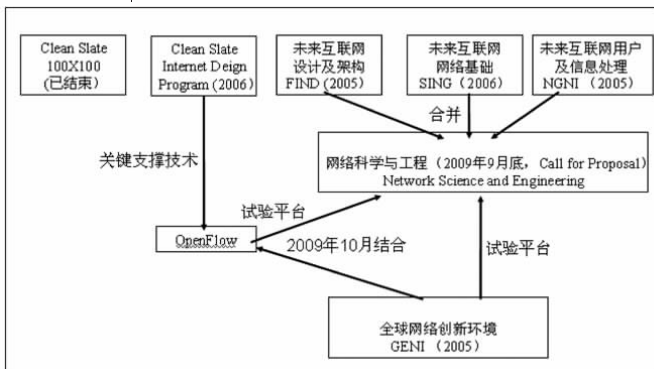 Clean Slate
100X100
(已结束)
Clean Slate
Internet Deign
Program (2006)
未来互联网
设计及架构
FIND (2005)
未来互联网
网络基础
SING (2006)
未来互联网用户
及信息处理
NGNI (2005)
合并
关键支撑技术
网络科学与工程 (2009年9月底, Call for Proposal)
Network Science and Engineering
试验平台
OpenFlow
2009年10月结合
试验平台
全球网络创新环境
GENI (2005)